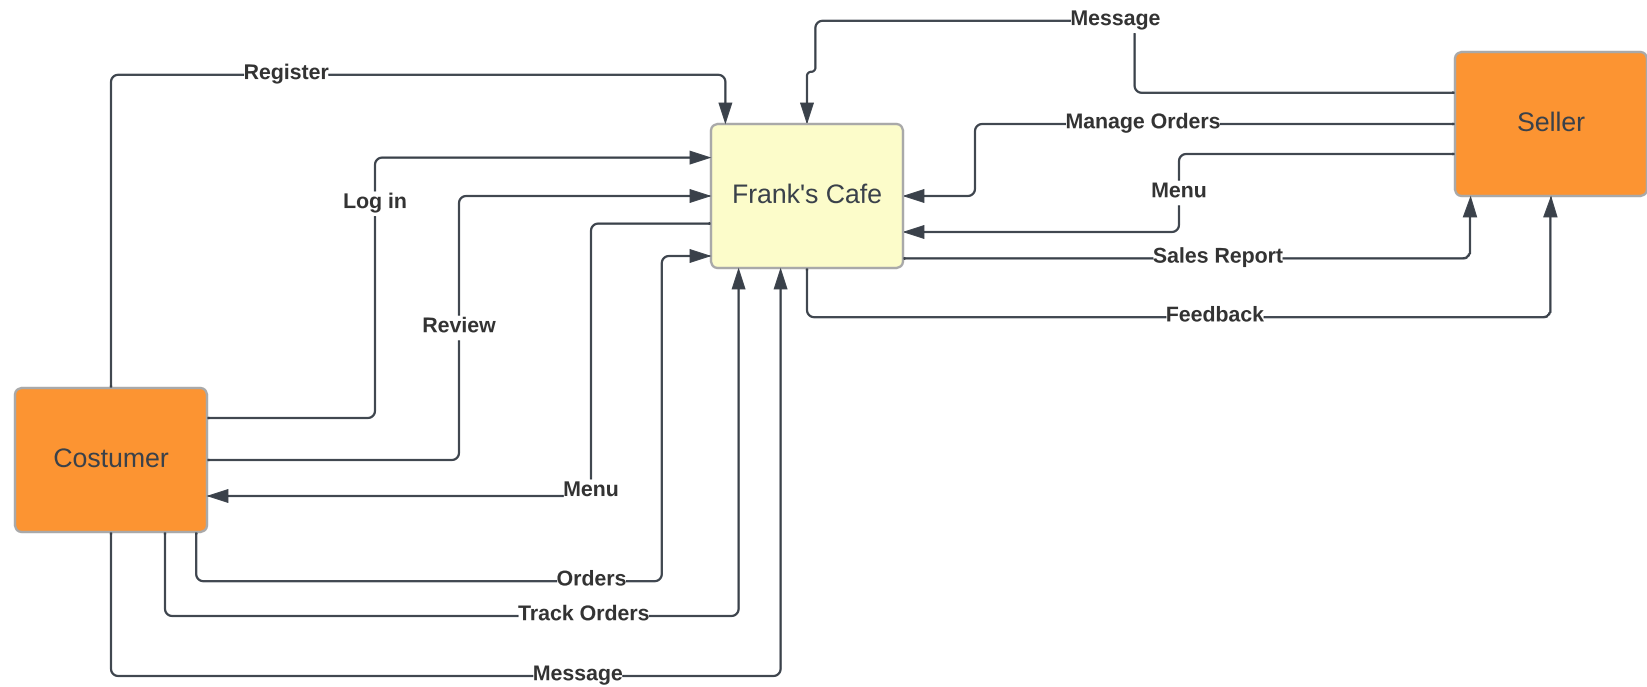 Message
Register
Manage Orders
Seller
Frank's Cafe
Menu
Log in
Sales Report
Feedback
Review
Costumer
Menu
Orders
Track Orders
Message